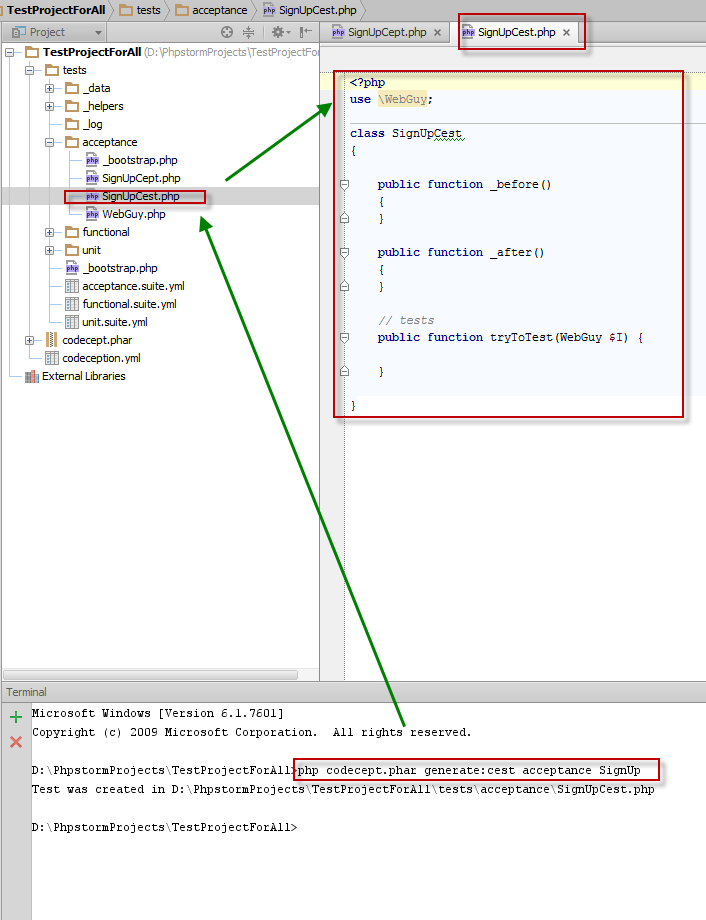 TestProjectForAll tests acceptance SignUpCest.php
Project
SignUpCept.php SignUpCest.php
TestProjectForAll (D:\PhpstormProjects\TestProjectFor
tests
_data
_helpers
_log
acceptance
_bootstrap.php
SignUpCept.php
SignUpCest.php
WebGuy.php
functional
unit
_bootstrap.php
acceptance.suite.yml
functional.suite.yml
unit.suite.yml
codecept.phar
codeception.yml
External Libraries
<?php
use \WebGuy;
class SignUpCest
{
public function _before()
{
}
public function _after()
{
}
// tests
public function tryToTest(WebGuy $I) {
}
}
Terminal
Microsoft Windows [Version 6.1.7601]
Copyright (c) 2009 Microsoft Corporation.  All rights reserved.
D:\PhpstormProjects\TestProjectForAll>php codecept.phar generate:cest acceptance SignUp
Test was created in D:\PhpstormProjects\TestProjectForAll\tests\acceptance\SignUpCest.php
D:\PhpstormProjects\TestProjectForAll>